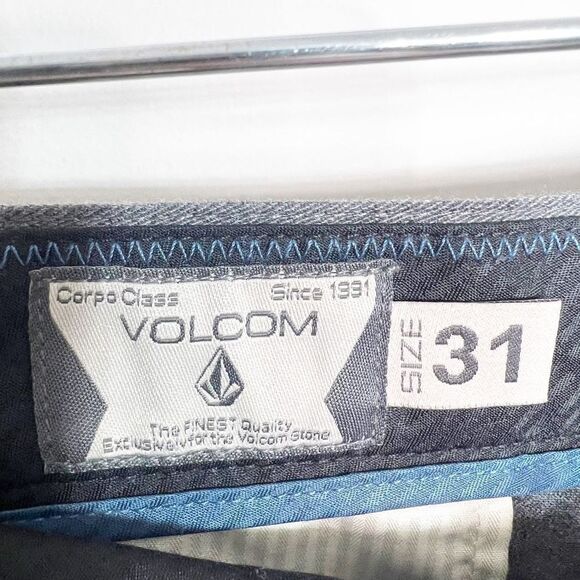 Corpo Class Since 1991
VOLCOM
The FINEST Quality
Exclusively for the Volcom Stone
SIZE
31